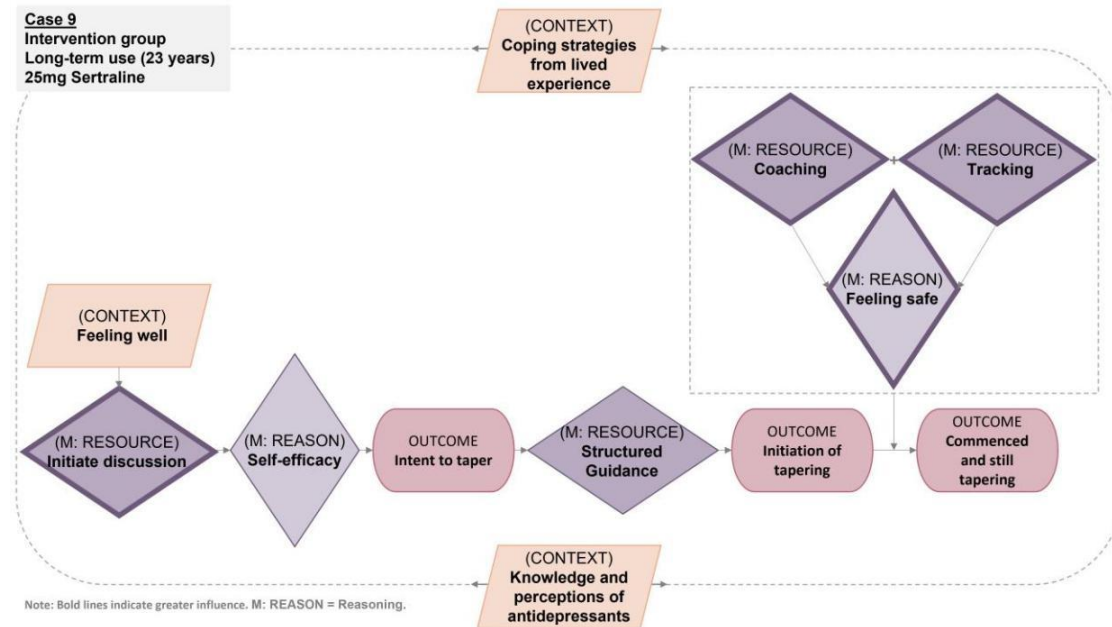 Case 9
Intervention group
Long-term use (23 years)
25mg Sertraline
(CONTEXT)
Coping strategies
from lived
experience
(M: RESOURCE)
Coaching
+
(M: RESOURCE)
Tracking
(M: REASON)
Feeling safe
(CONTEXT)
Feeling well
(M: RESOURCE)
Initiate discussion
(M: REASON)
Self-efficacy
OUTCOME
Intent to taper
(M: RESOURCE)
Structured
Guidance
OUTCOME
Initiation of
tapering
OUTCOME
Commenced
and still
tapering
(CONTEXT)
Knowledge and
perceptions of
antidepressants
Note: Bold lines indicate greater influence. M: REASON = Reasoning.